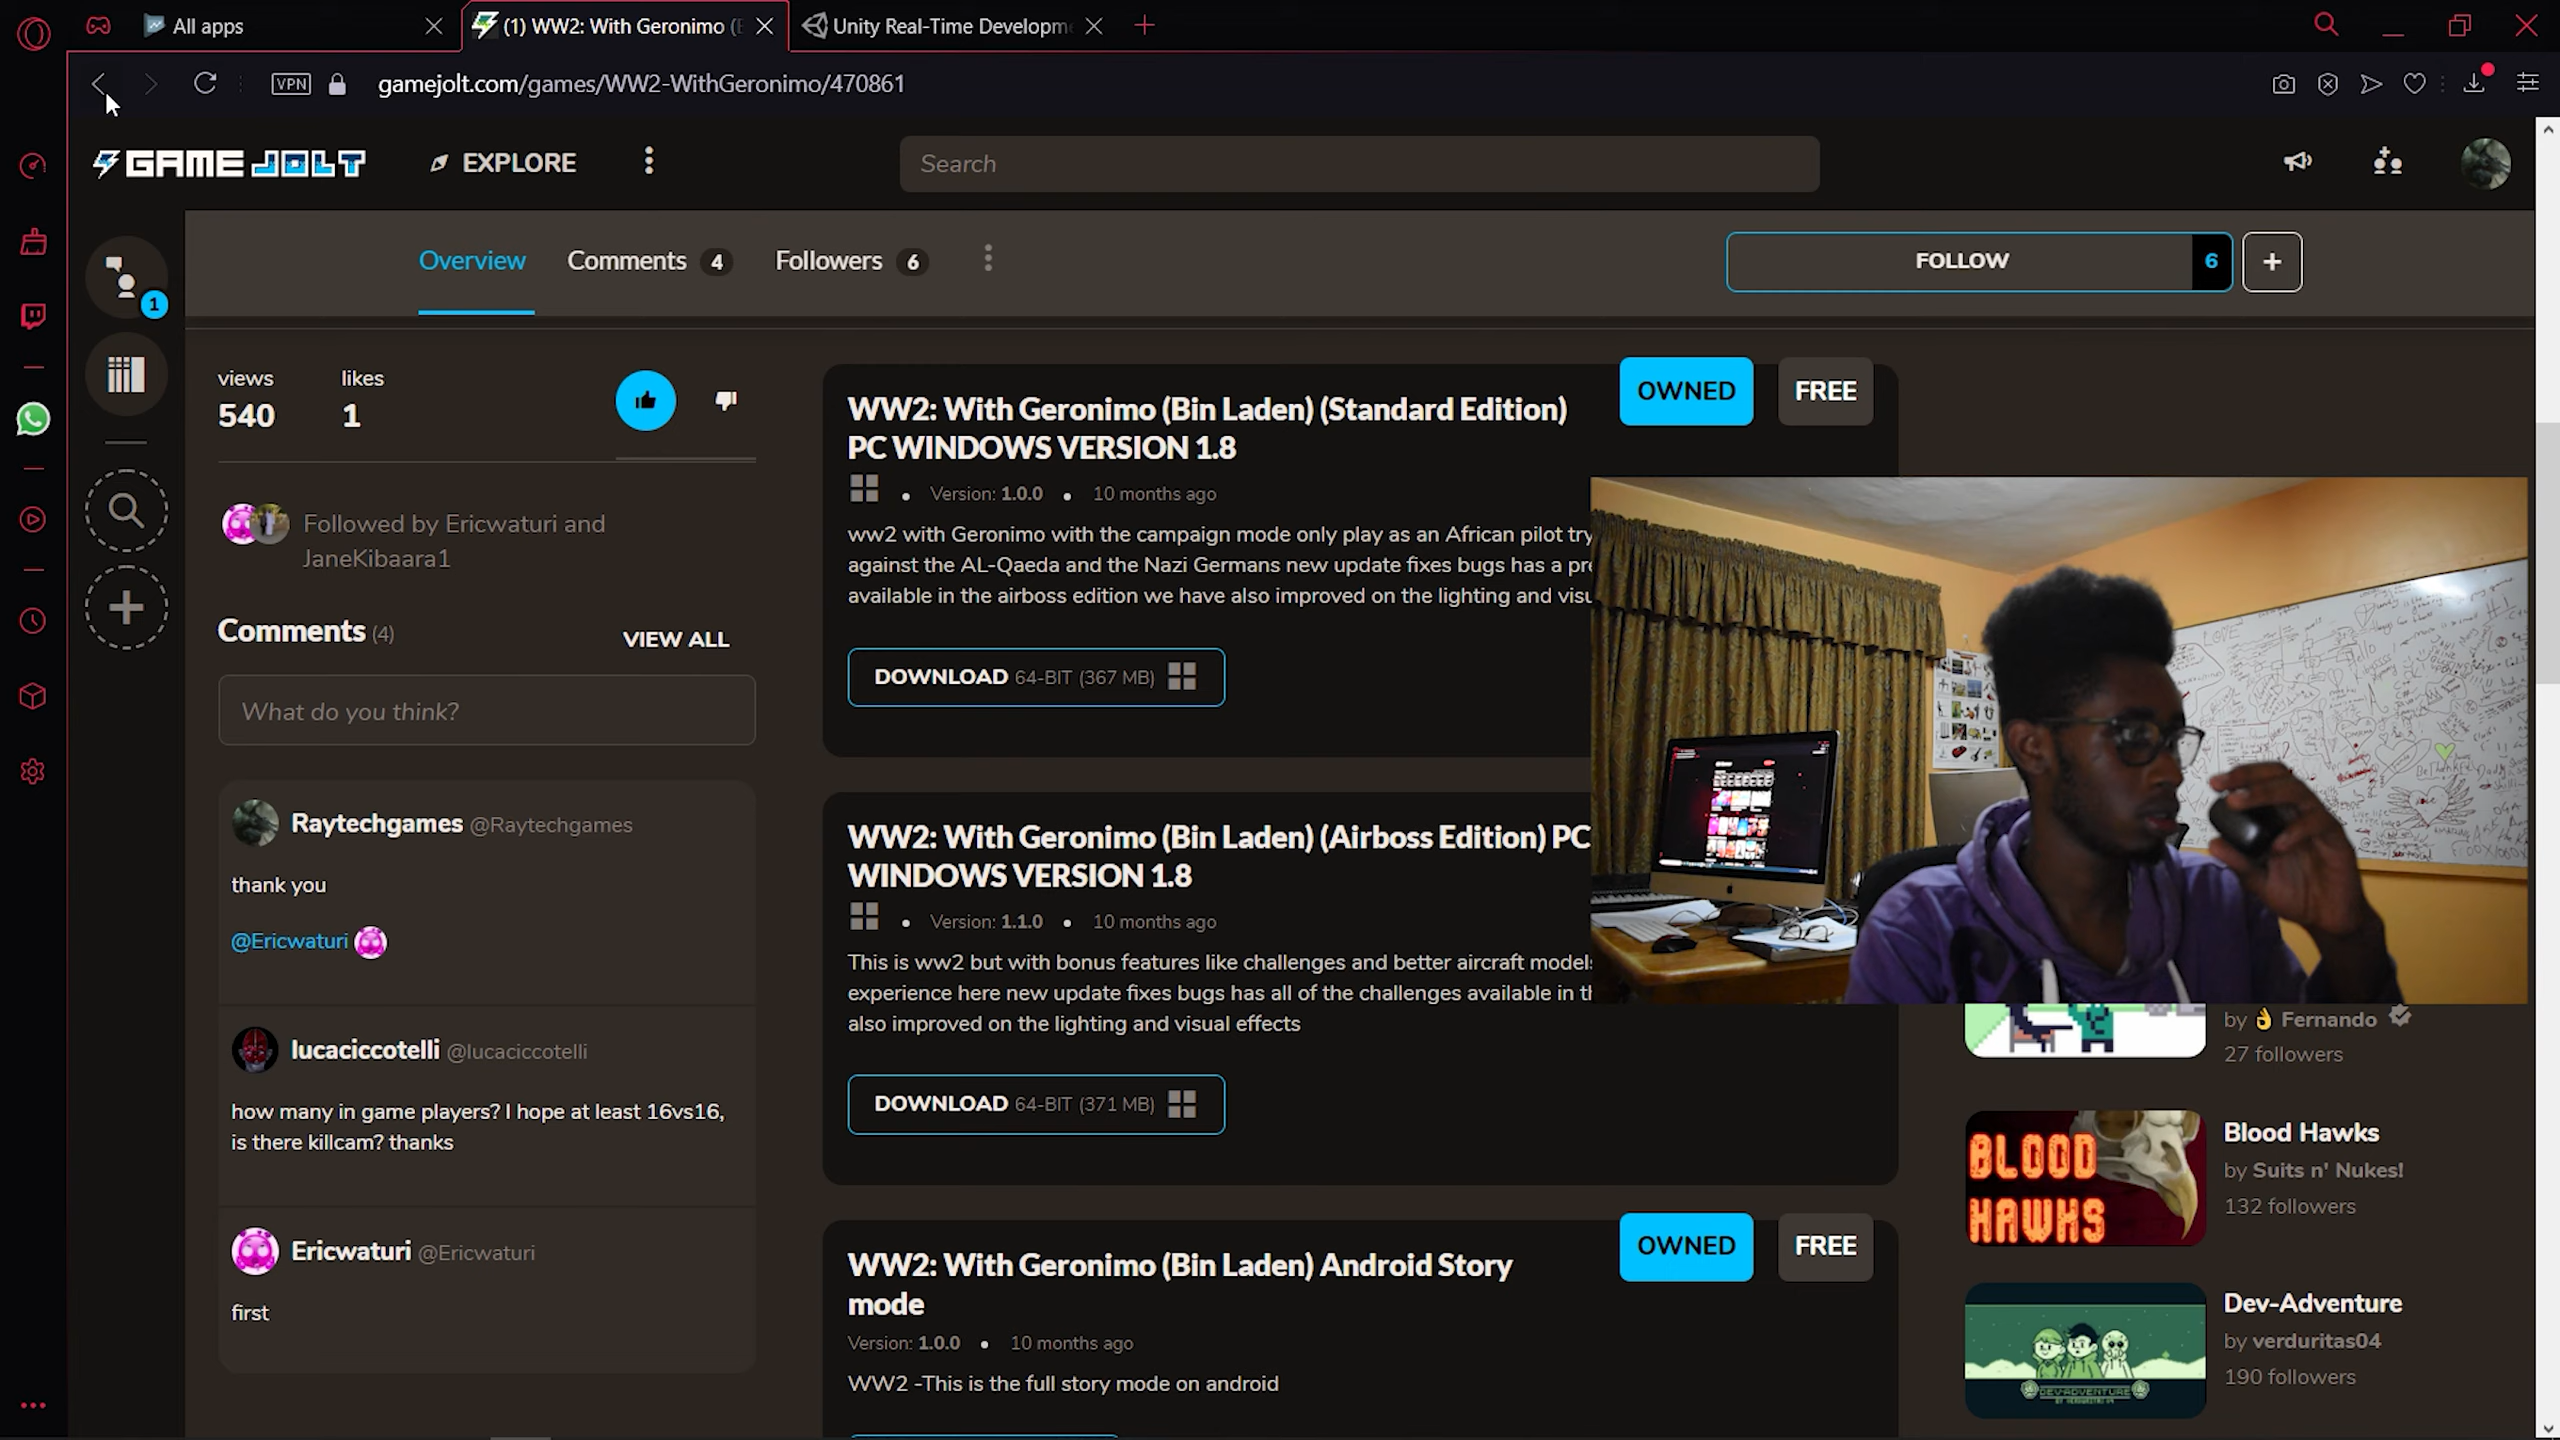 All apps
(1) WW2: With Geronimo (
Unity Real-Time Developm
VPN
gamejolt.com/games/WW2-WithGeronimo/470861
GAME JOLT
EXPLORE
Search
1
Overview
Comments 4
Followers 6
FOLLOW 6
views
540
likes
1
Followed by Ericwaturi and
JaneKibaara1
Comments (4)
VIEW ALL
What do you think?
Raytechgames @Raytechgames
thank you
@Ericwaturi
lucaciccotelli @lucaciccotelli
how many in game players? I hope at least 16vs16,
is there killcam? thanks
Ericwaturi @Ericwaturi
first
WW2: With Geronimo (Bin Laden) (Standard Edition)
PC WINDOWS VERSION 1.8
OWNED
FREE
Version: 1.0.0 • 10 months ago
ww2 with Geronimo with the campaign mode only play as an African pilot
against the AL-Qaeda and the Nazi Germans new update fixes bugs has a
available in the airboss edition we have also improved on the lighting and
DOWNLOAD 64-BIT (367 MB)
WW2: With Geronimo (Bin Laden) (Airboss Edition) PC
WINDOWS VERSION 1.8
Version: 1.1.0 • 10 months ago
This is ww2 but with bonus features like challenges and better aircraft models
experience here new update fixes bugs has all of the challenges available in
also improved on the lighting and visual effects
DOWNLOAD 64-BIT (371 MB)
WW2: With Geronimo (Bin Laden) Android Story
mode
OWNED
FREE
Version: 1.0.0 • 10 months ago
WW2 -This is the full story mode on android
LOVE
by 👌 Fernando
27 followers
BLOOD
HAWKS
Blood Hawks
by Suits n' Nukes!
132 followers
DEV-ADVENTURE
Dev-Adventure
by verduritas04
190 followers